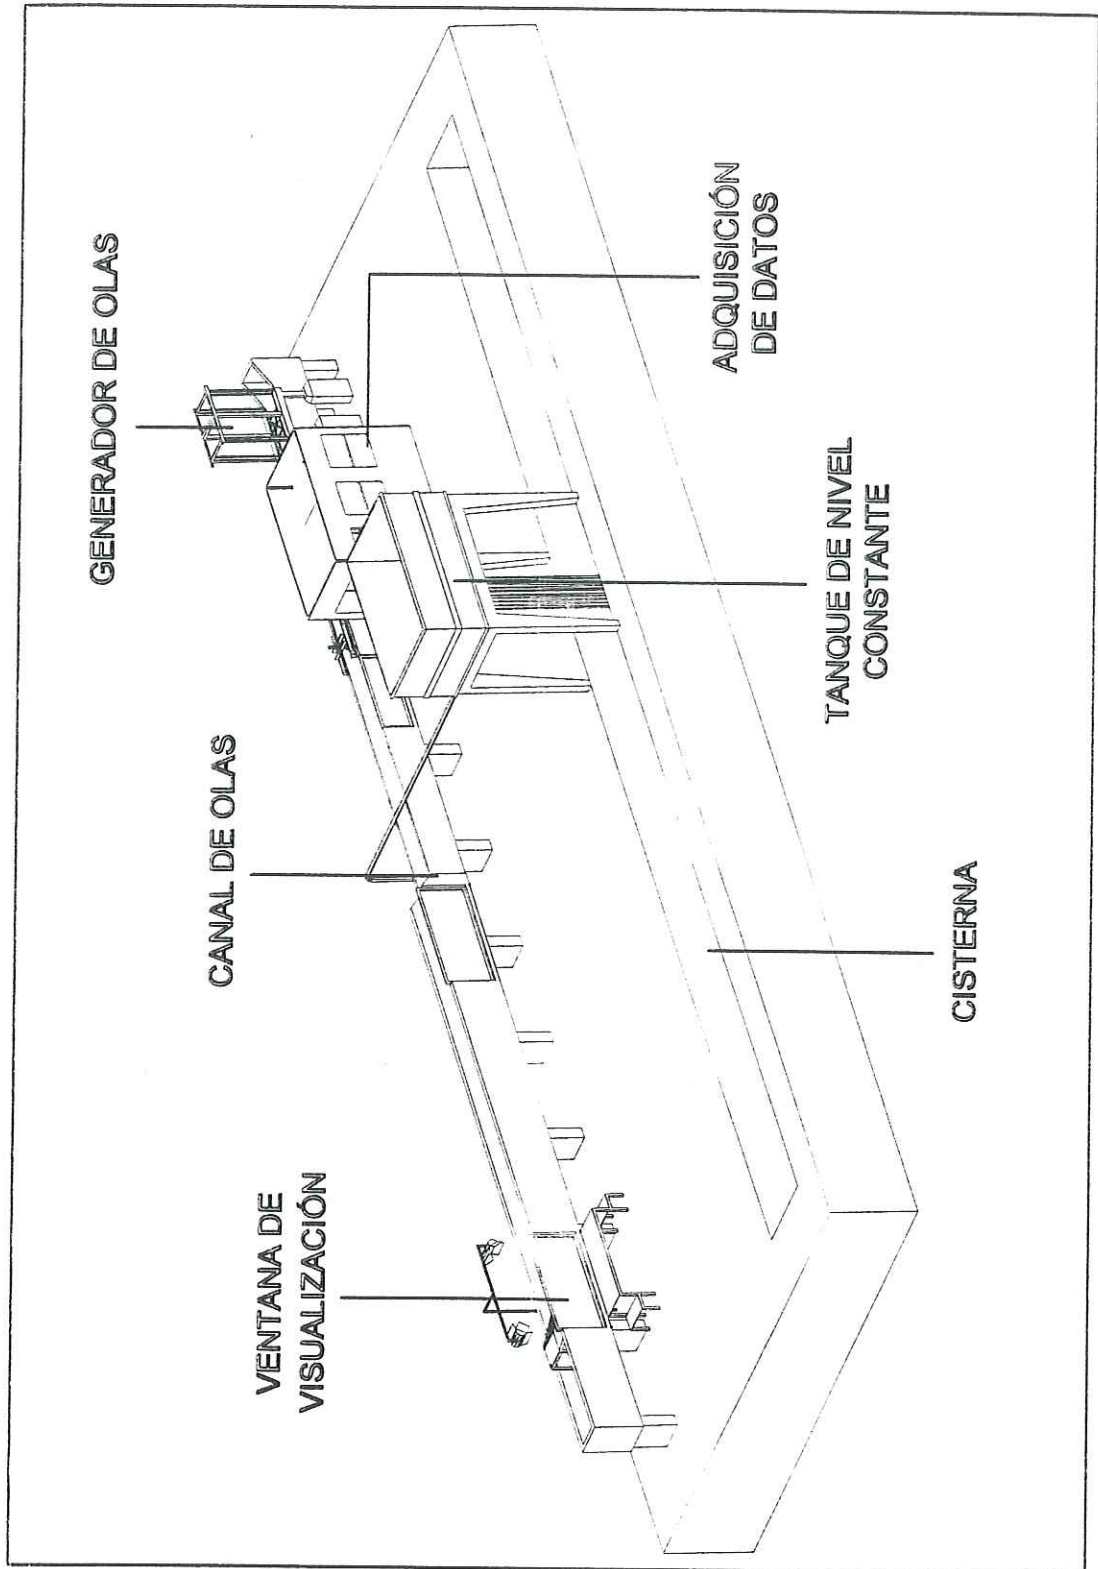 VENTANA DE
VISUALIZACIÓN
CANAL DE OLAS
GENERADOR DE OLAS
CISTERNA
TANQUE DE NIVEL
CONSTANTE
ADQUISICIÓN
DE DATOS